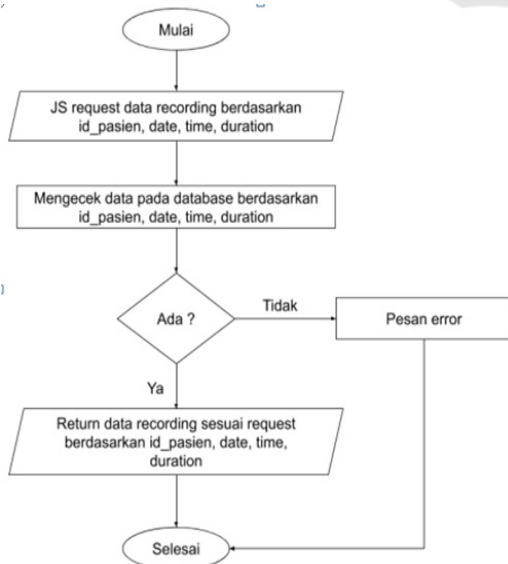 Mulai
JS request data recording berdasarkan
id_pasien, date, time, duration
Mengecek data pada database berdasarkan
id_pasien, date, time, duration
Ada ?
Tidak
Pesan error
Ya
Return data recording sesuai request
berdasarkan id_pasien, date, time,
duration
Selesai